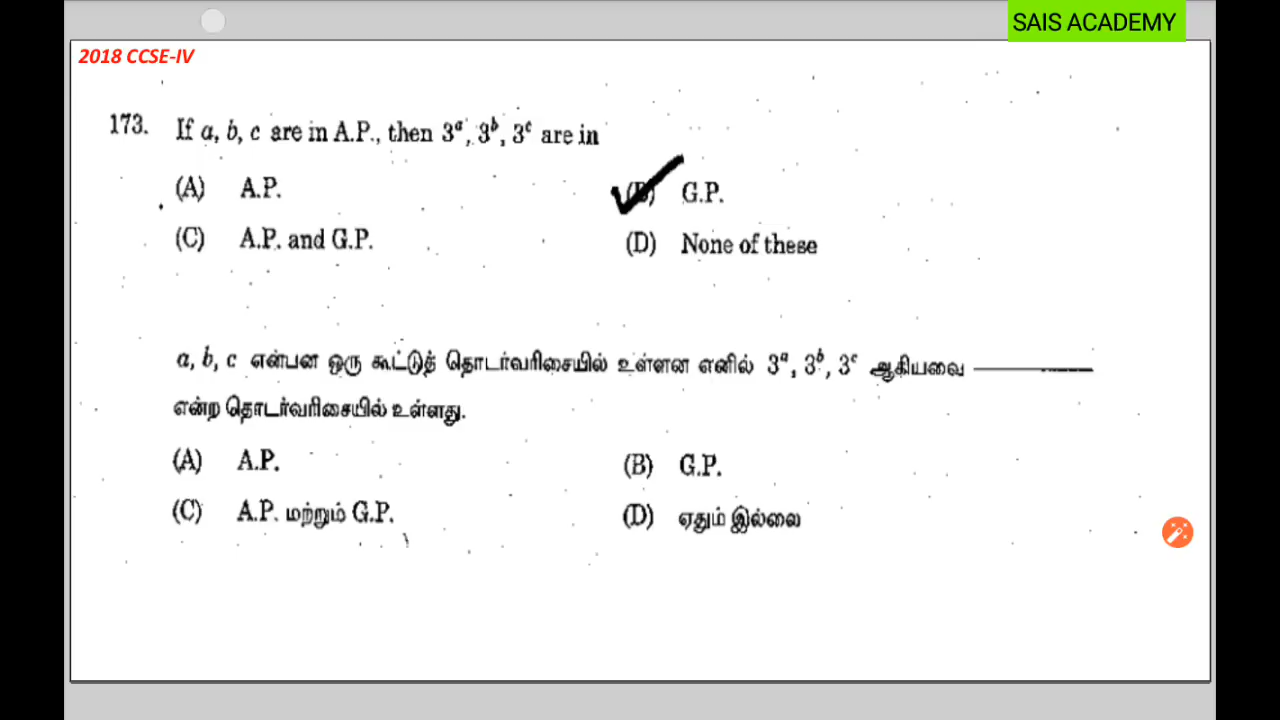 SAIS ACADEMY
2018 CCSE-IV
173. If a, b, c are in A.P., then 3ᵃ, 3ᵇ, 3ᶜ are in
(A) A.P. (B) G.P.
(C) A.P. and G.P. (D) None of these
a, b, c என்பன ஒரு கூட்டுத் தொடர்வரிசையில் உள்ளன எனில் 3ᵃ, 3ᵇ, 3ᶜ ஆகியவை ————
என்ற தொடர்வரிசையில் உள்ளது.
(A) A.P. (B) G.P.
(C) A.P. மற்றும் G.P. (D) ஏதும் இல்லை